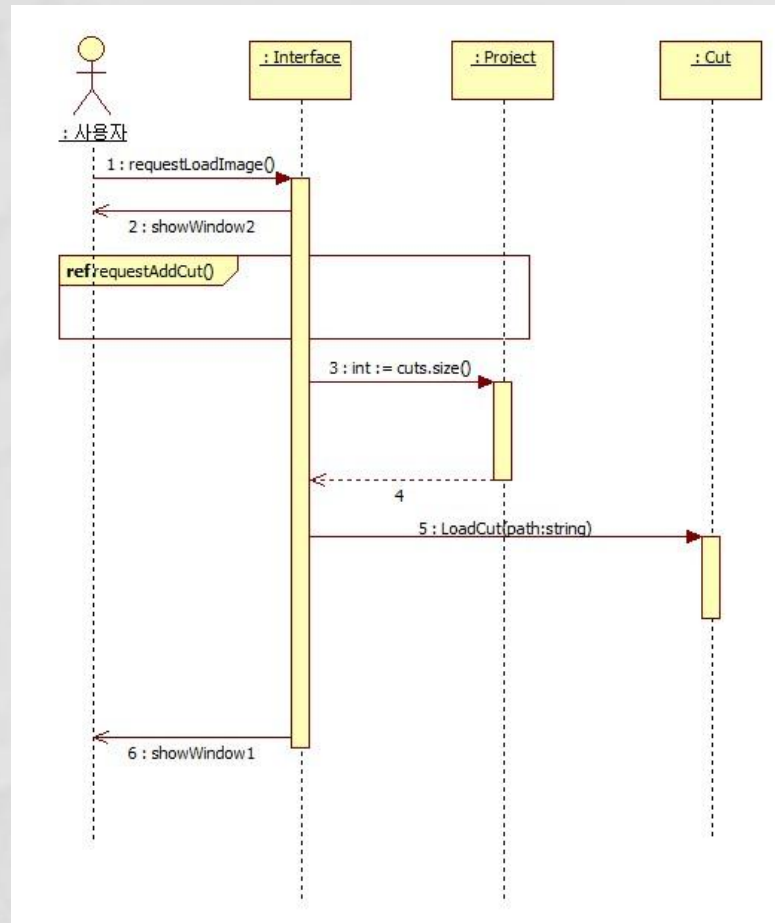 : Interface
: Project
: Cut
: 사용자
1 : requestLoadImage()
2 : showWindow2
ref requestAddCut()
3 : int := cuts.size()
4
5 : LoadCut(path:string)
6 : showWindow1